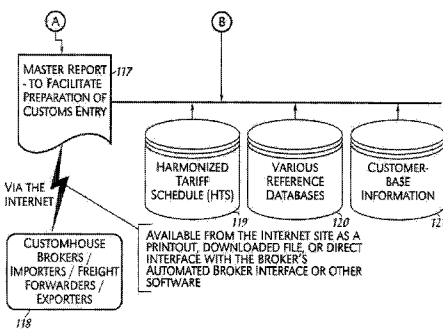 A
B
MASTER REPORT
- TO FACILITATE
PREPARATION OF
CUSTOMS ENTRY
117
HARMONIZED
TARIFF
SCHEDULE (HTS)
119
VARIOUS
REFERENCE
DATABASES
120
CUSTOMER-
BASE
INFORMATION
VIA THE
INTERNET
AVAILABLE FROM THE INTERNET SITE AS A
PRINTOUT, DOWNLOADED FILE, OR DIRECT
INTERFACE WITH THE BROKER'S
AUTOMATED BROKER INTERFACE OR OTHER
SOFTWARE
CUSTOMHOUSE
BROKERS /
IMPORTERS / FREIGHT
FORWARDERS /
EXPORTERS
118